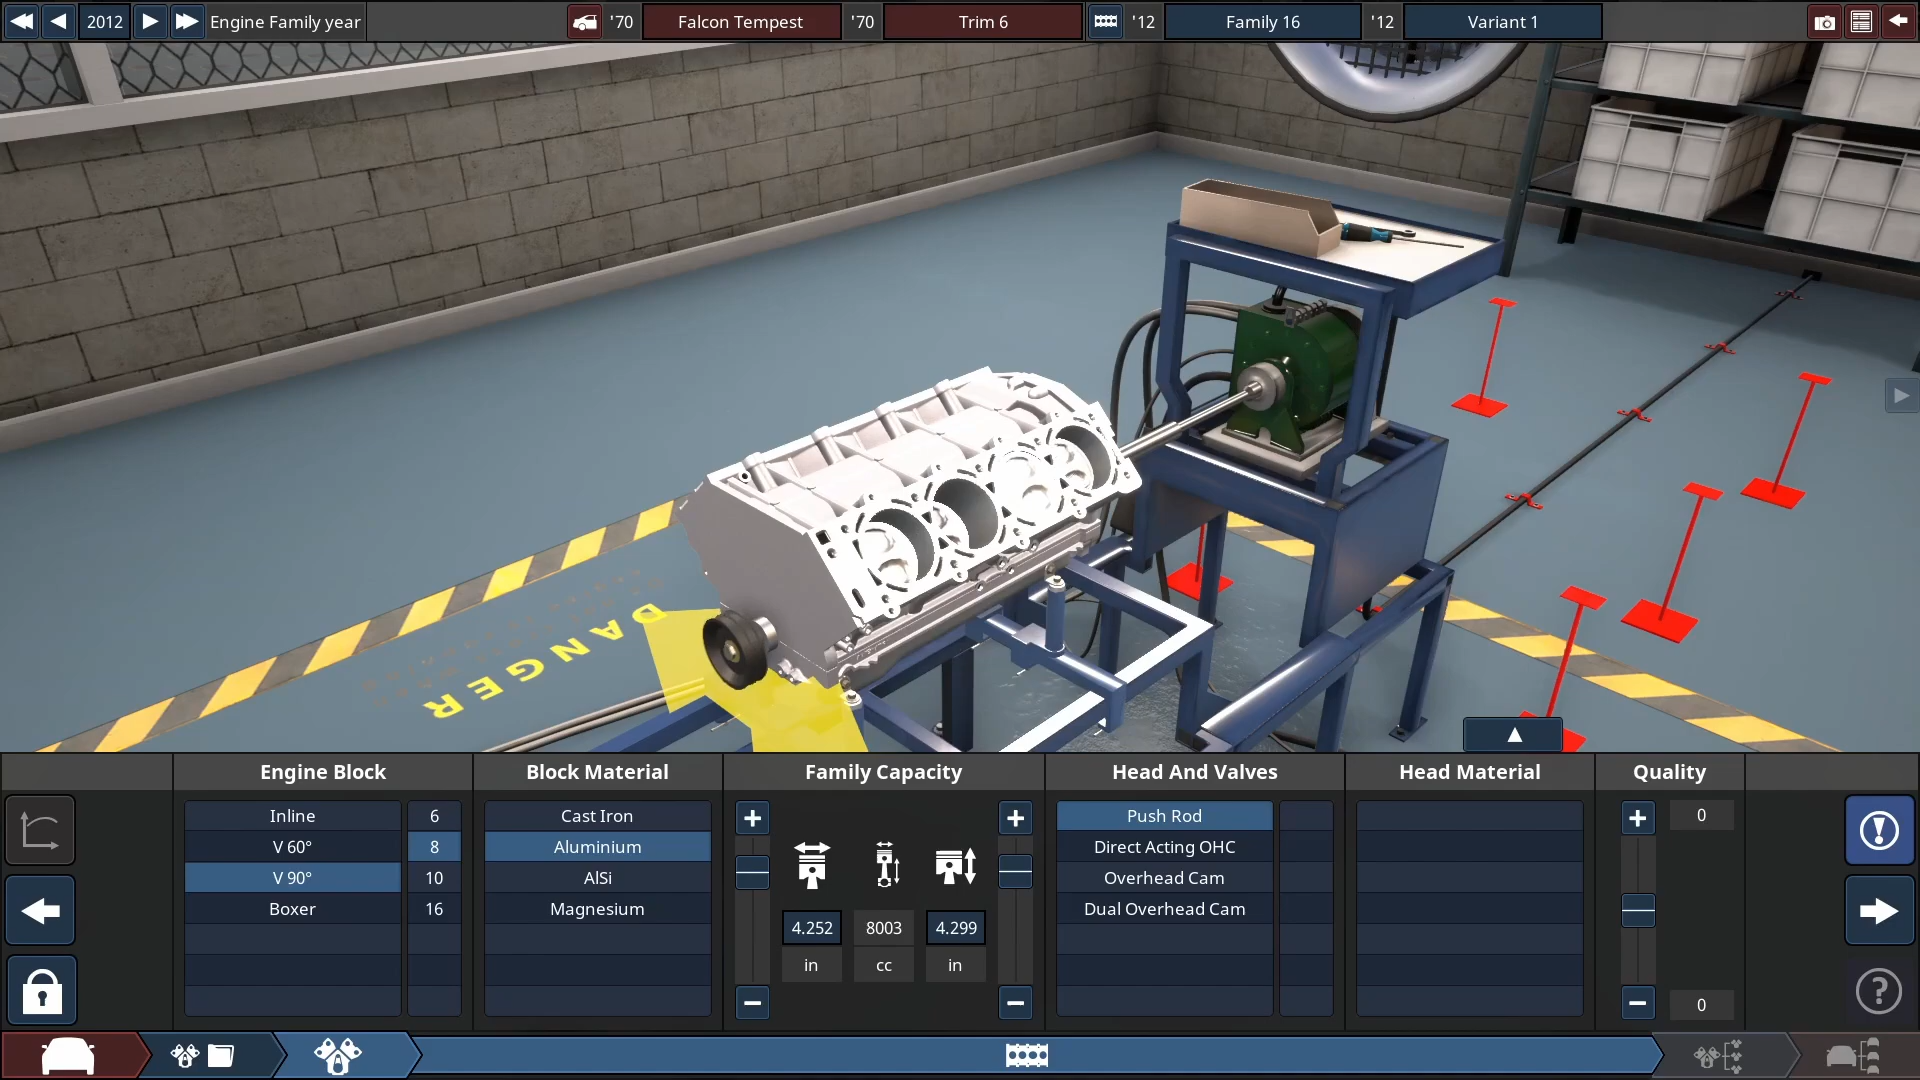 2012 Engine Family year '70 Falcon Tempest '70 Trim 6 '12 Family 16 '12 Variant 1
DANGER
Engine Block Block Material Family Capacity Head And Valves Head Material Quality
Inline 6 Cast Iron Push Rod 0
V 60° 8 Aluminium Direct Acting OHC
V 90° 10 AlSi Overhead Cam
Boxer 16 Magnesium 4.252 8003 4.299 Dual Overhead Cam
in cc in
0